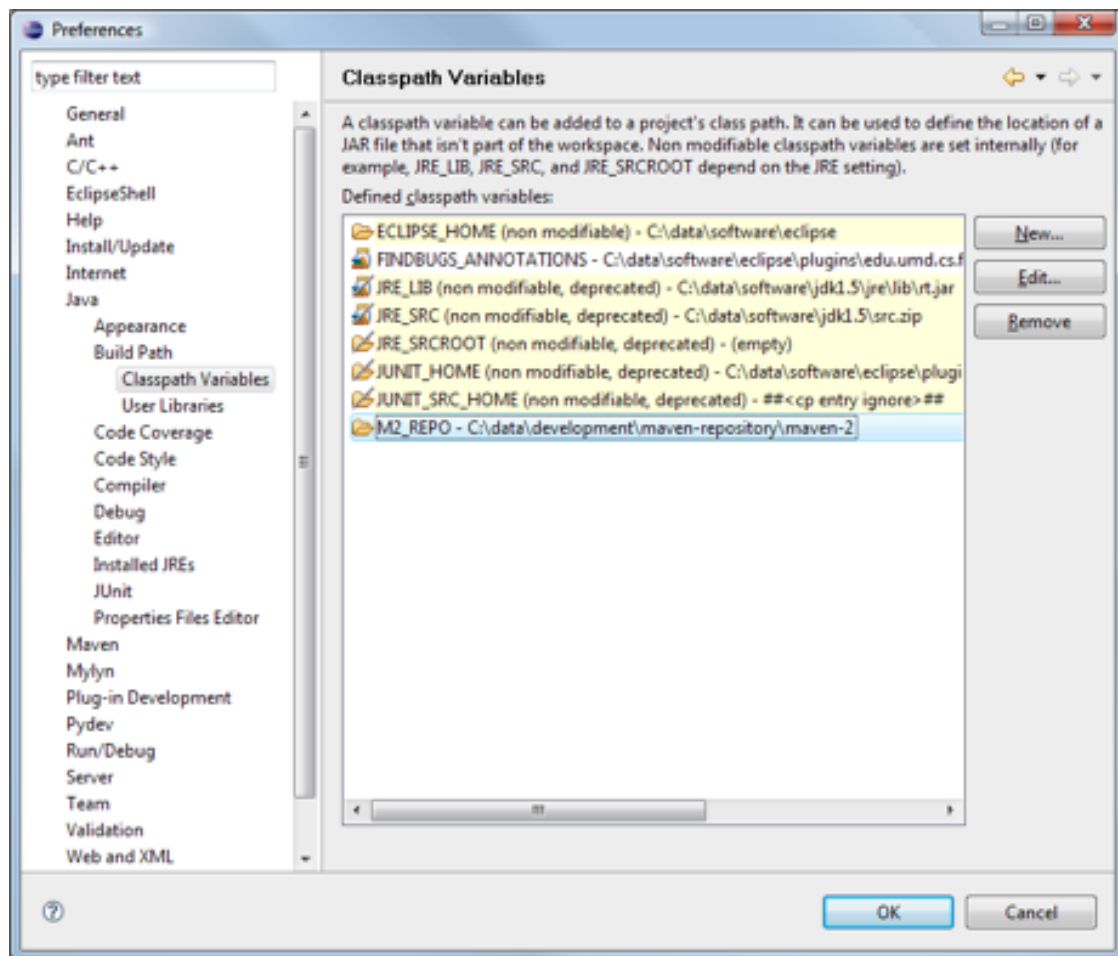 Preferences
type filter text
General
Ant
C/C++
EclipseShell
Help
Install/Update
Internet
Java
Appearance
Build Path
Classpath Variables
User Libraries
Code Coverage
Code Style
Compiler
Debug
Editor
Installed JREs
JUnit
Properties Files Editor
Maven
Mylyn
Plug-in Development
Pydev
Run/Debug
Server
Team
Validation
Web and XML
Classpath Variables
A classpath variable can be added to a project's class path. It can be used to define the location of a
JAR file that isn't part of the workspace. Non modifiable classpath variables are set internally (for
example, JRE_LIB, JRE_SRC, and JRE_SRCROOT depend on the JRE setting).
Defined classpath variables:
ECLIPSE_HOME (non modifiable) - C:\data\software\eclipse
FINDBUGS_ANNOTATIONS - C:\data\software\eclipse\plugins\edu.umd.cs.f
JRE_LIB (non modifiable, deprecated) - C:\data\software\jdk1.5\jre\lib\rt.jar
JRE_SRC (non modifiable, deprecated) - C:\data\software\jdk1.5\src.zip
JRE_SRCROOT (non modifiable, deprecated) - (empty)
JUNIT_HOME (non modifiable, deprecated) - C:\data\software\eclipse\plugi
JUNIT_SRC_HOME (non modifiable, deprecated) - ##<cp entry ignore>##
M2_REPO - C:\data\development\maven-repository\maven-2
New...
Edit...
Remove
OK
Cancel